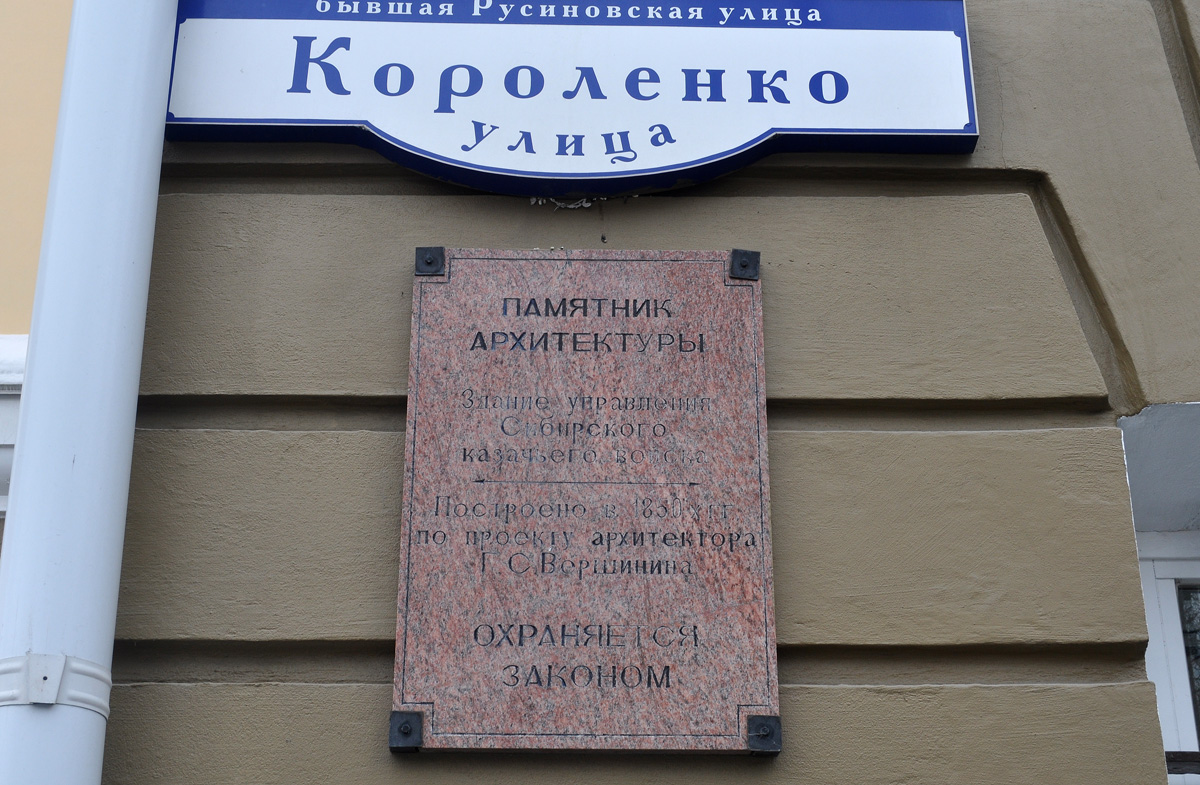 бывшая Русиновская улица
Короленко
улица
ПАМЯТНИК
АРХИТЕКТУРЫ
Здание управления
Сибирского
казачьего войска
Построено в 1850х гг.
по проекту архитектора
Г.С.Вершинина
ОХРАНЯЕТСЯ
ЗАКОНОМ